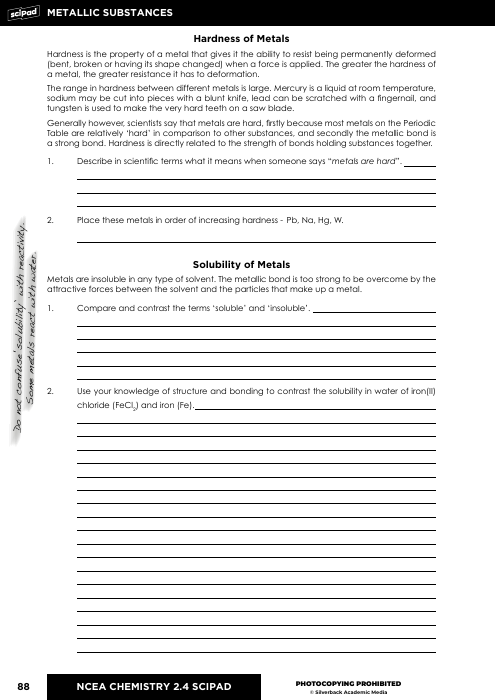 scipad METALLIC SUBSTANCES
Hardness of Metals
Hardness is the property of a metal that gives it the ability to resist being permanently deformed
(bent, broken or having its shape changed) when a force is applied. The greater the hardness of
a metal, the greater resistance it has to deformation.
The range in hardness between different metals is large. Mercury is a liquid at room temperature,
sodium may be cut into pieces with a blunt knife, lead can be scratched with a fingernail, and
tungsten is used to make the very hard teeth on a saw blade.
Generally however, scientists say that metals are hard, firstly because most metals on the Periodic
Table are relatively 'hard' in comparison to other substances, and secondly the metallic bond is
a strong bond. Hardness is directly related to the strength of bonds holding substances together.
1. Describe in scientific terms what it means when someone says "metals are hard".
2. Place these metals in order of increasing hardness - Pb, Na, Hg, W.
Solubility of Metals
Metals are insoluble in any type of solvent. The metallic bond is too strong to be overcome by the
attractive forces between the solvent and the particles that make up a metal.
1. Compare and contrast the terms 'soluble' and 'insoluble'.
2. Use your knowledge of structure and bonding to contrast the solubility in water of iron(II)
chloride (FeCl₂) and iron (Fe).
Do not confuse 'solubility' with reactivity.
Some metals react with water.
88 NCEA CHEMISTRY 2.4 SCIPAD
PHOTOCOPYING PROHIBITED
© Silverback Academic Media